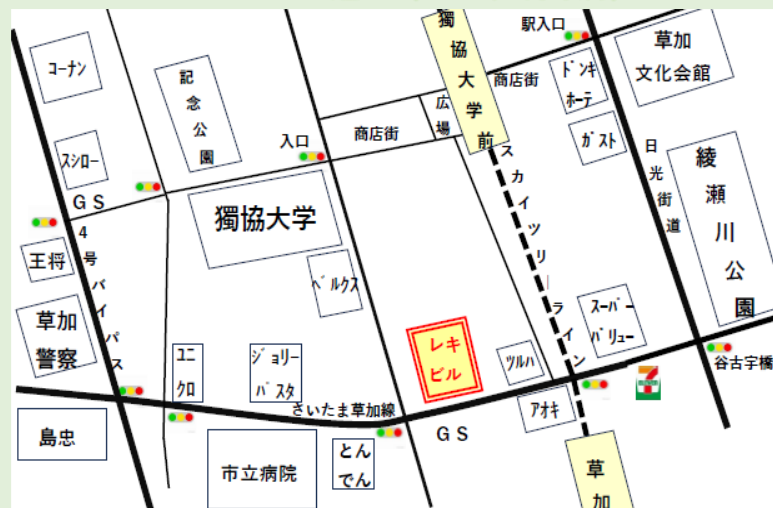 獨協大学前
駅入口
草加
文化会館
コーナン
記念公園
広場
商店街
ﾄﾞﾝｷ
ﾎｰﾃ
ｶﾞｽﾄ
商店街
入口
スシロー
スカイツリーライン
日光街道
綾瀬川公園
GS
獨協大学
4号バイパス
王将
ﾍﾞﾙｸｽ
草加
警察
レキ
ビル
ｽｰﾊﾟｰ
ﾊﾞﾘｭｰ
ﾕﾆ
ｸﾛ
ｼﾞｮﾘｰ
ﾊﾟｽﾀ
ﾂﾙﾊ
谷古宇橋
さいたま草加線
アオキ
島忠
GS
市立病院
とん
でん
草加